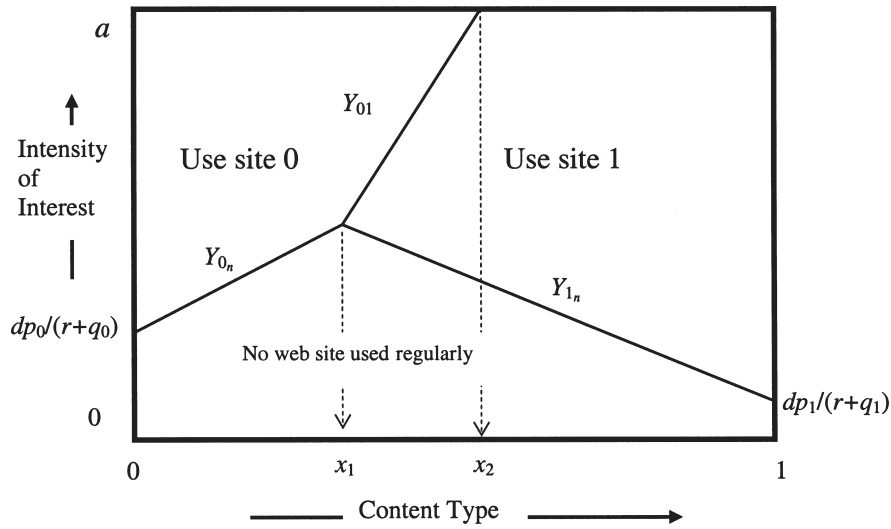 a
Y₀₁
Intensity
of
Interest
Use site 0
Use site 1
Y₀ₙ
Y₁ₙ
dp₀/(r+q₀)
No web site used regularly
dp₁/(r+q₁)
0
0
x₁
x₂
1
Content Type